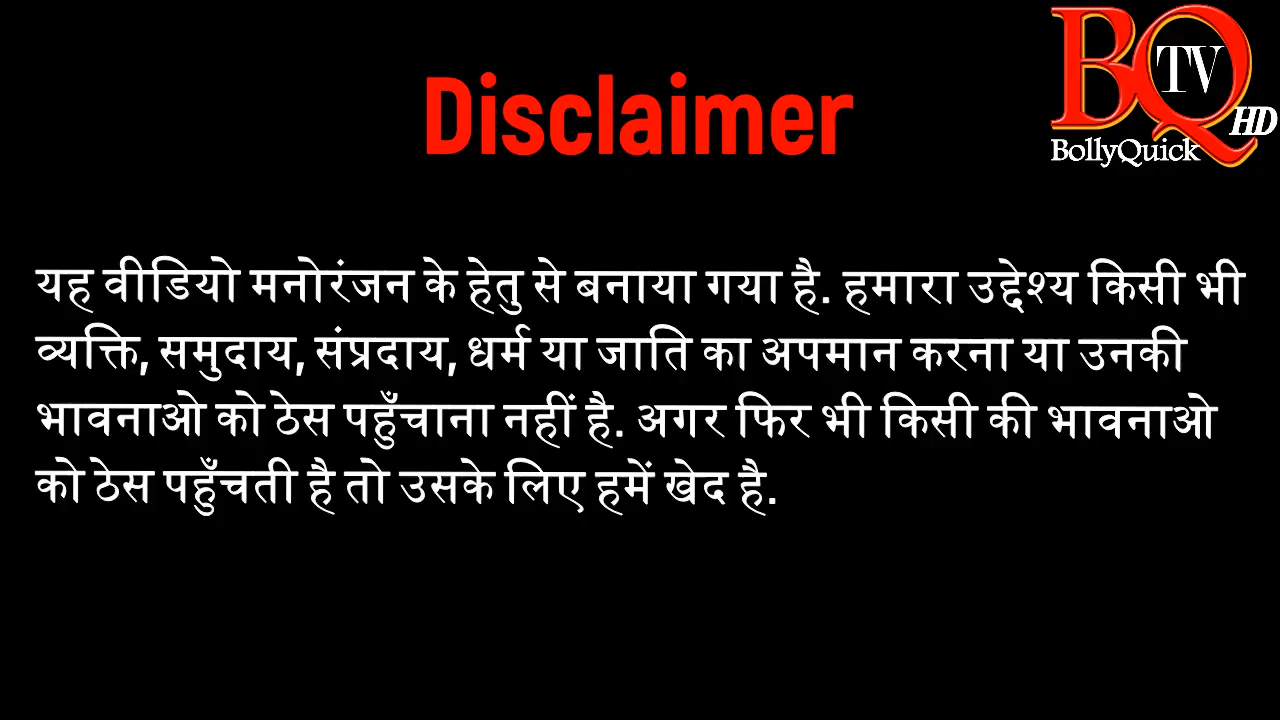 BQ TV HD
BollyQuick
Disclaimer
यह वीडियो मनोरंजन के हेतु से बनाया गया है. हमारा उद्देश्य किसी भी
व्यक्ति, समुदाय, संप्रदाय, धर्म या जाति का अपमान करना या उनकी
भावनाओ को ठेस पहुँचाना नहीं है. अगर फिर भी किसी की भावनाओ
को ठेस पहुँचती है तो उसके लिए हमें खेद है.